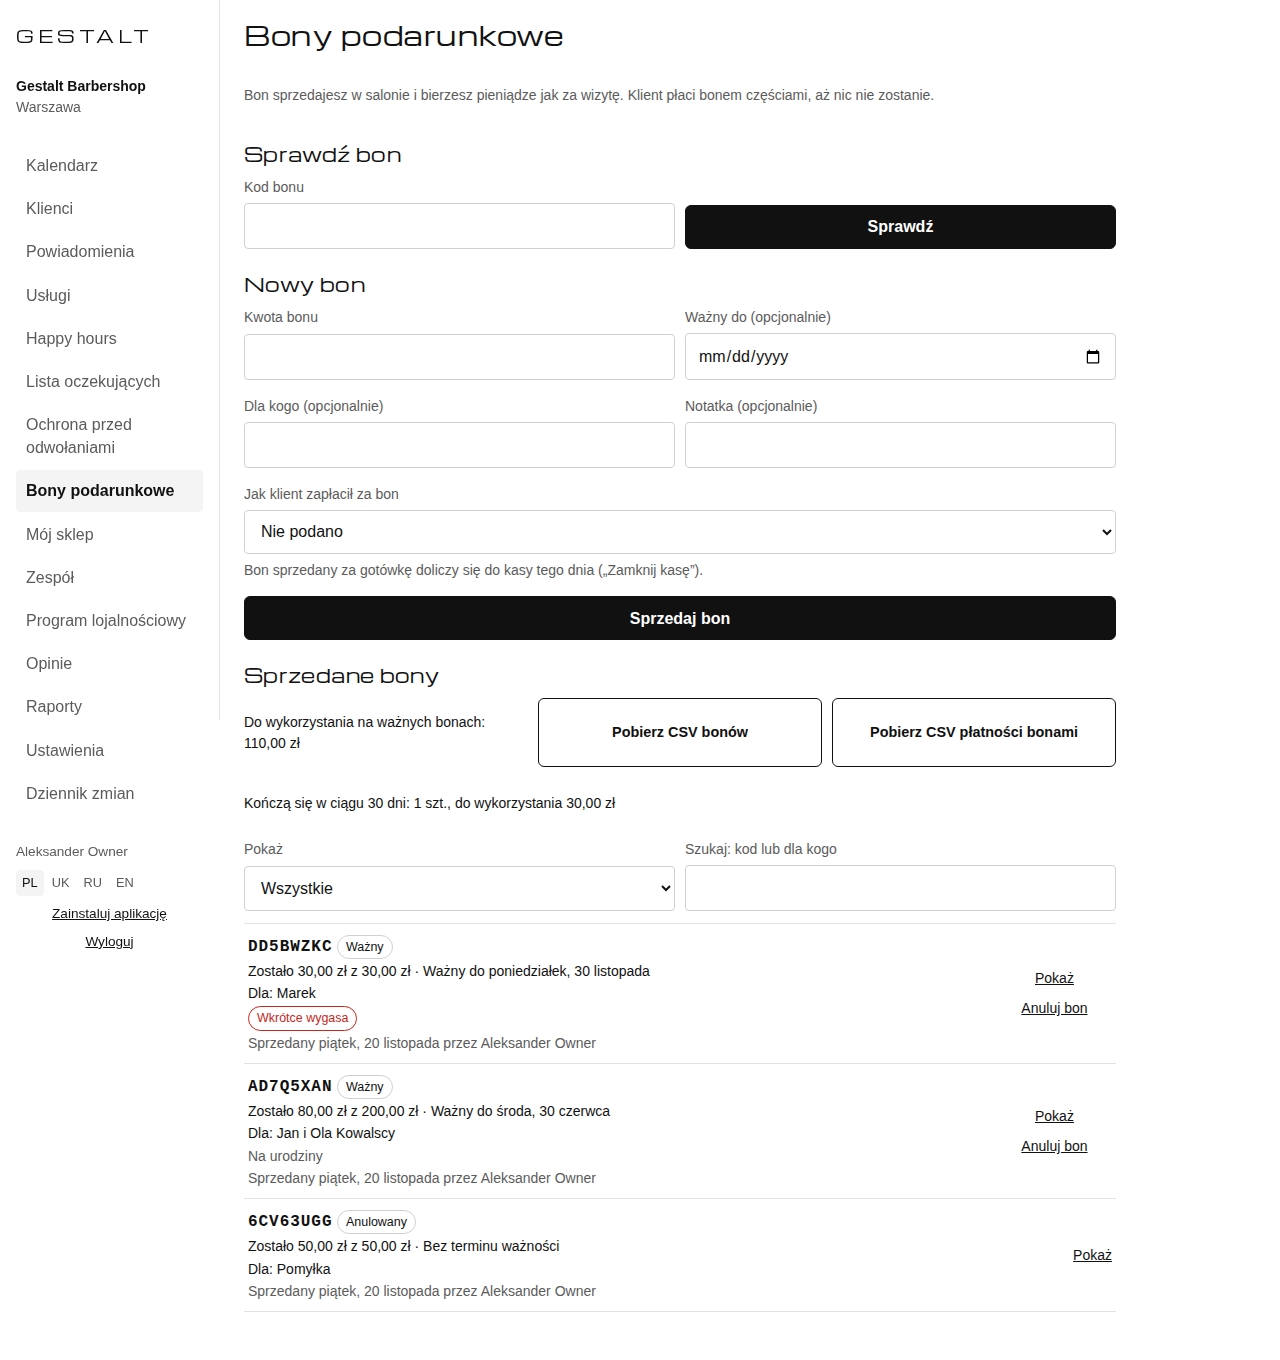 GESTALT
Gestalt Barbershop
Warszawa
Kalendarz
Klienci
Powiadomienia
Usługi
Happy hours
Lista oczekujących
Ochrona przed
odwołaniami
Bony podarunkowe
Mój sklep
Zespół
Program lojalnościowy
Opinie
Raporty
Ustawienia
Dziennik zmian
Aleksander Owner
PL UK RU EN
Zainstaluj aplikację
Wyloguj
Bony podarunkowe
Bon sprzedajesz w salonie i bierzesz pieniądze jak za wizytę. Klient płaci bonem częściami, aż nic nie zostanie.
Sprawdź bon
Kod bonu
Sprawdź
Nowy bon
Kwota bonu
Ważny do (opcjonalnie)
mm/dd/yyyy
Dla kogo (opcjonalnie)
Notatka (opcjonalnie)
Jak klient zapłacił za bon
Nie podano
Bon sprzedany za gotówkę doliczy się do kasy tego dnia („Zamknij kasę”).
Sprzedaj bon
Sprzedane bony
Do wykorzystania na ważnych bonach:
110,00 zł
Pobierz CSV bonów
Pobierz CSV płatności bonami
Kończą się w ciągu 30 dni: 1 szt., do wykorzystania 30,00 zł
Pokaż
Wszystkie
Szukaj: kod lub dla kogo
DD5BWZKC Ważny
Zostało 30,00 zł z 30,00 zł · Ważny do poniedziałek, 30 listopada
Dla: Marek
Wkrótce wygasa
Sprzedany piątek, 20 listopada przez Aleksander Owner
Pokaż
Anuluj bon
AD7Q5XAN Ważny
Zostało 80,00 zł z 200,00 zł · Ważny do środa, 30 czerwca
Dla: Jan i Ola Kowalscy
Na urodziny
Sprzedany piątek, 20 listopada przez Aleksander Owner
Pokaż
Anuluj bon
6CV63UGG Anulowany
Zostało 50,00 zł z 50,00 zł · Bez terminu ważności
Dla: Pomyłka
Sprzedany piątek, 20 listopada przez Aleksander Owner
Pokaż